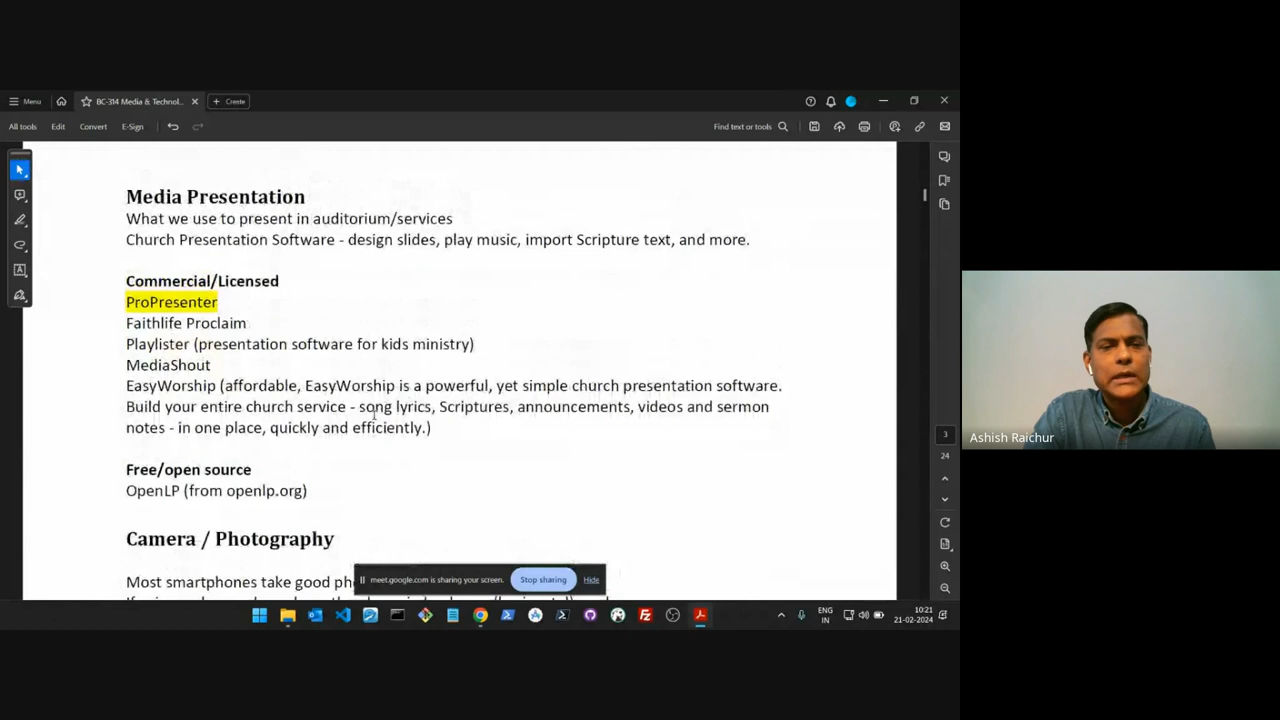 Menu
BC-314 Media & Technol...
Create
All tools
Edit
Convert
E-Sign
Find text or tools
Media Presentation
What we use to present in auditorium/services
Church Presentation Software - design slides, play music, import Scripture text, and more.
Commercial/Licensed
ProPresenter
Faithlife Proclaim
Playlister (presentation software for kids ministry)
MediaShout
EasyWorship (affordable, EasyWorship is a powerful, yet simple church presentation software.
Build your entire church service - song lyrics, Scriptures, announcements, videos and sermon
notes - in one place, quickly and efficiently.)
Free/open source
OpenLP (from openlp.org)
Camera / Photography
Most smartphones take good pho
meet.google.com is sharing your screen.
Stop sharing
Hide
3
24
ENG
IN
10:21
21-02-2024
Ashish Raichur